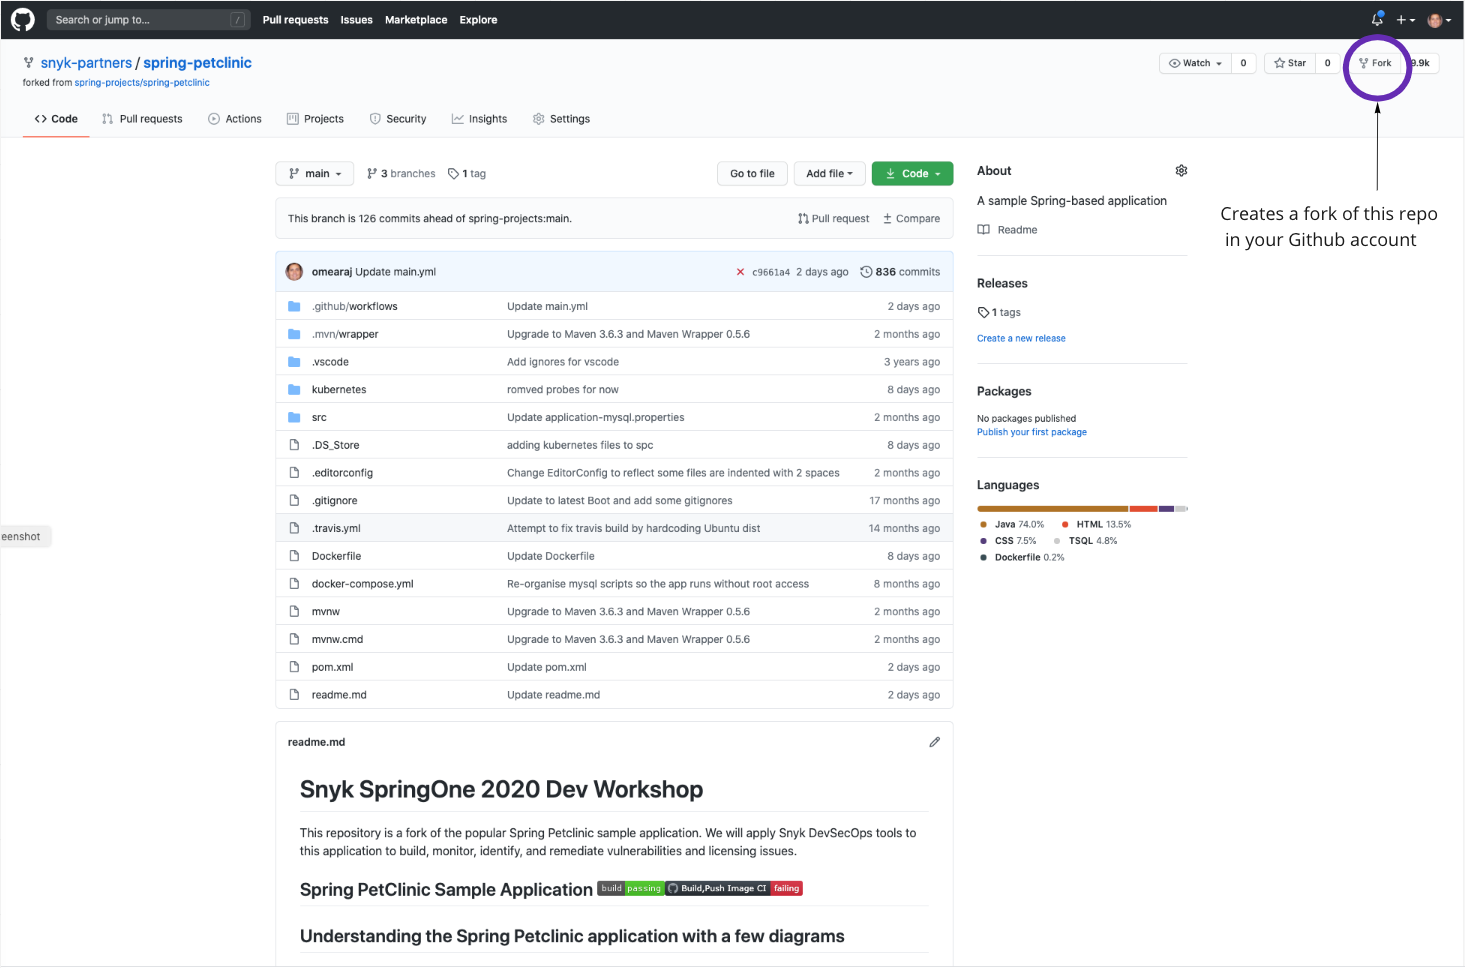 Search or jump to... /
Pull requests Issues Marketplace Explore
snyk-partners / spring-petclinic
forked from spring-projects/spring-petclinic
Watch 0 Star 0 Fork 9.9k
Code Pull requests Actions Projects Security Insights Settings
main 3 branches 1 tag Go to file Add file Code
This branch is 126 commits ahead of spring-projects:main. Pull request Compare
omearaj Update main.yml c9661a4 2 days ago 836 commits
.github/workflows Update main.yml 2 days ago
.mvn/wrapper Upgrade to Maven 3.6.3 and Maven Wrapper 0.5.6 2 months ago
.vscode Add ignores for vscode 3 years ago
kubernetes romved probes for now 8 days ago
src Update application-mysql.properties 2 months ago
.DS_Store adding kubernetes files to spc 8 days ago
.editorconfig Change EditorConfig to reflect some files are indented with 2 spaces 2 months ago
.gitignore Update to latest Boot and add some gitignores 17 months ago
.travis.yml Attempt to fix travis build by hardcoding Ubuntu dist 14 months ago
Dockerfile Update Dockerfile 8 days ago
docker-compose.yml Re-organise mysql scripts so the app runs without root access 8 months ago
mvnw Upgrade to Maven 3.6.3 and Maven Wrapper 0.5.6 2 months ago
mvnw.cmd Upgrade to Maven 3.6.3 and Maven Wrapper 0.5.6 2 months ago
pom.xml Update pom.xml 2 days ago
readme.md Update readme.md 2 days ago
eenshot
readme.md
Snyk SpringOne 2020 Dev Workshop
This repository is a fork of the popular Spring Petclinic sample application. We will apply Snyk DevSecOps tools to
this application to build, monitor, identify, and remediate vulnerabilities and licensing issues.
Spring PetClinic Sample Application build passing Build,Push Image CI failing
Understanding the Spring Petclinic application with a few diagrams
About
A sample Spring-based application
Readme
Releases
1 tags
Create a new release
Packages
No packages published
Publish your first package
Languages
Java 74.0% HTML 13.5%
CSS 7.5% TSQL 4.8%
Dockerfile 0.2%
Creates a fork of this repo
in your Github account